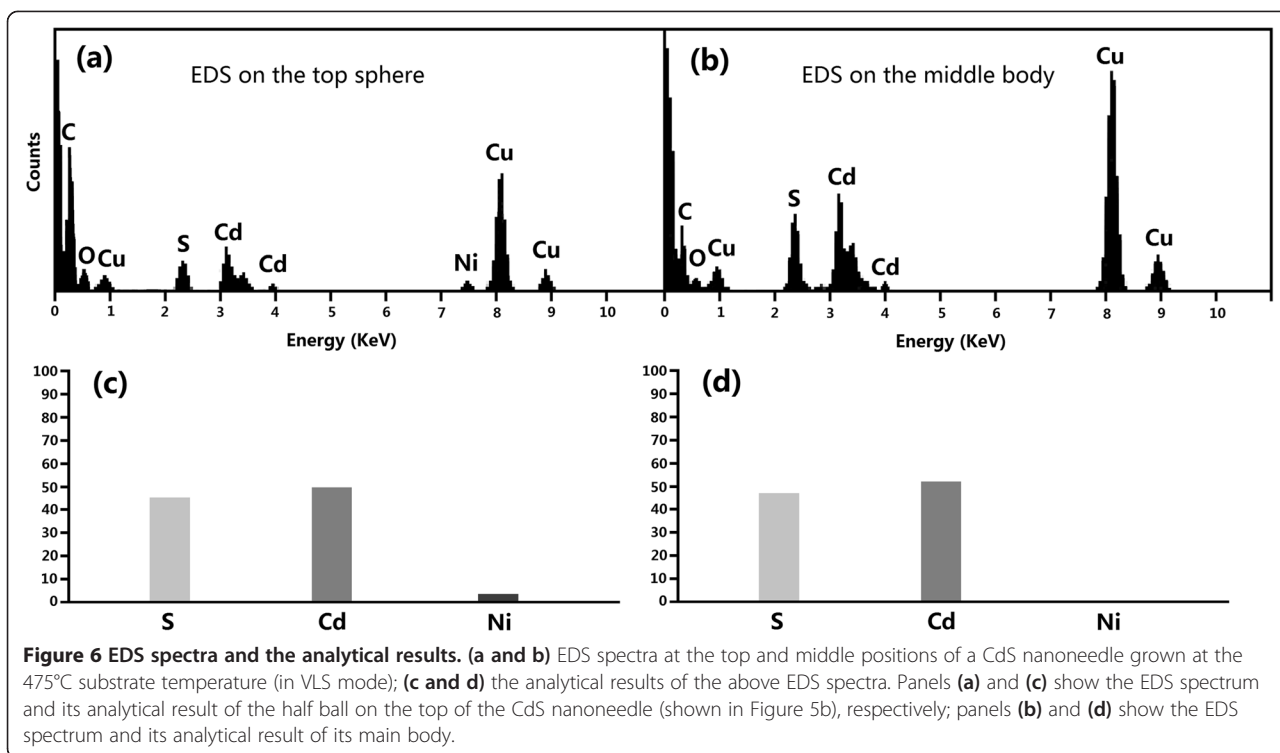 (a)
EDS on the top sphere
Counts
C
O
Cu
S
Cd
Cd
Ni
Cu
Cu
0 1 2 3 4 5 6 7 8 9 10
Energy (KeV)
(b)
EDS on the middle body
C
O
Cu
S
Cd
Cd
Cu
Cu
0 1 2 3 4 5 6 7 8 9 10
Energy (KeV)
(c)
100
90
80
70
60
50
40
30
20
10
0
S Cd Ni
(d)
100
90
80
70
60
50
40
30
20
10
0
S Cd Ni
Figure 6 EDS spectra and the analytical results. (a and b) EDS spectra at the top and middle positions of a CdS nanoneedle grown at the
475°C substrate temperature (in VLS mode); (c and d) the analytical results of the above EDS spectra. Panels (a) and (c) show the EDS spectrum
and its analytical result of the half ball on the top of the CdS nanoneedle (shown in Figure 5b), respectively; panels (b) and (d) show the EDS
spectrum and its analytical result of its main body.